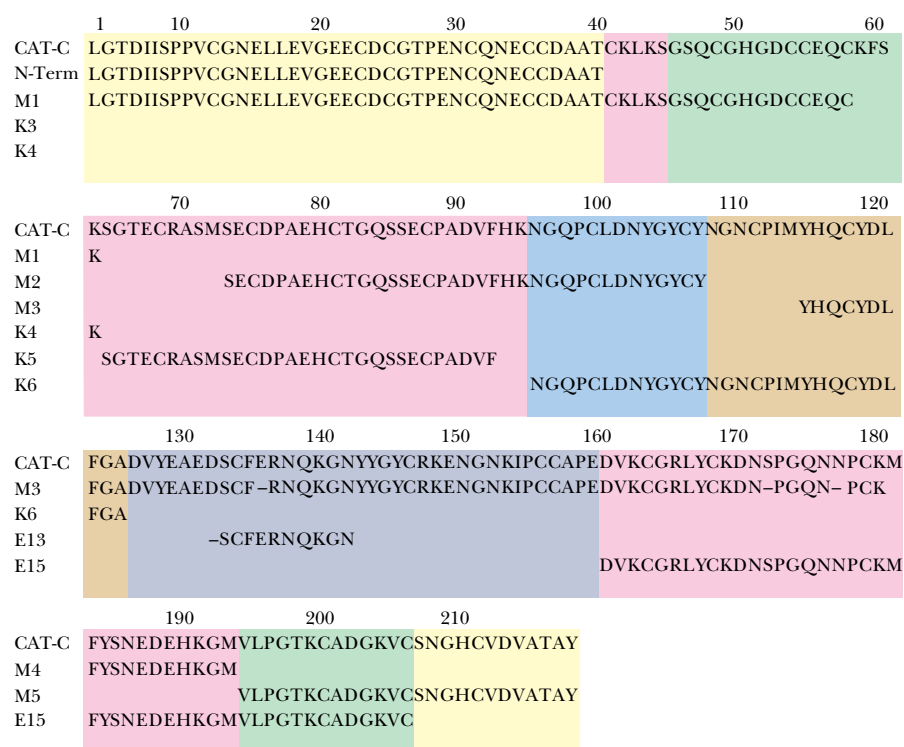 1 10 20 30 40 50 60
CAT-C LGTDIISPPVCGNELLEVGEECDCGTPENCQNECCDAATCKLKSGSQCGHGDCCEQCKFS
N-Term LGTDIISPPVCGNELLEVGEECDCGTPENCQNECCDAAT
M1 LGTDIISPPVCGNELLEVGEECDCGTPENCQNECCDAATCKLKSGSQCGHGDCCEQC
K3
K4
70 80 90 100 110 120
CAT-C KSGTECRASMSECDPAEHCTGQSSECPADVFHKNGQPCLDNYGYCYNGNCPIMYHQCYDL
M1 K
M2 SECDPAEHCTGQSSECPADVFHKNGQPCLDNYGYCY
M3 YHQCYDL
K4 K
K5 SGTECRASMSECDPAEHCTGQSSECPADVF
K6 NGQPCLDNYGYCYNGNCPIMYHQCYDL
130 140 150 160 170 180
CAT-C FGADVYEAEDSCFERNQKGNYYGYCRKENGNKIPCCAPEDVKCGRLYCKDNSPGQNNPCKM
M3 FGADVYEAEDSCF–RNQKGNYYGYCRKENGNKIPCCAPEDVKCGRLYCKDN–PGQN– PCK
K6 FGA
E13 –SCFERNQKGN
E15 DVKCGRLYCKDNSPGQNNPCKM
190 200 210
CAT-C FYSNEDEHKGMVLPGTKCADGKVCSNGHCVDVATAY
M4 FYSNEDEHKGM
M5 VLPGTKCADGKVCSNGHCVDVATAY
E15 FYSNEDEHKGMVLPGTKCADGKVC